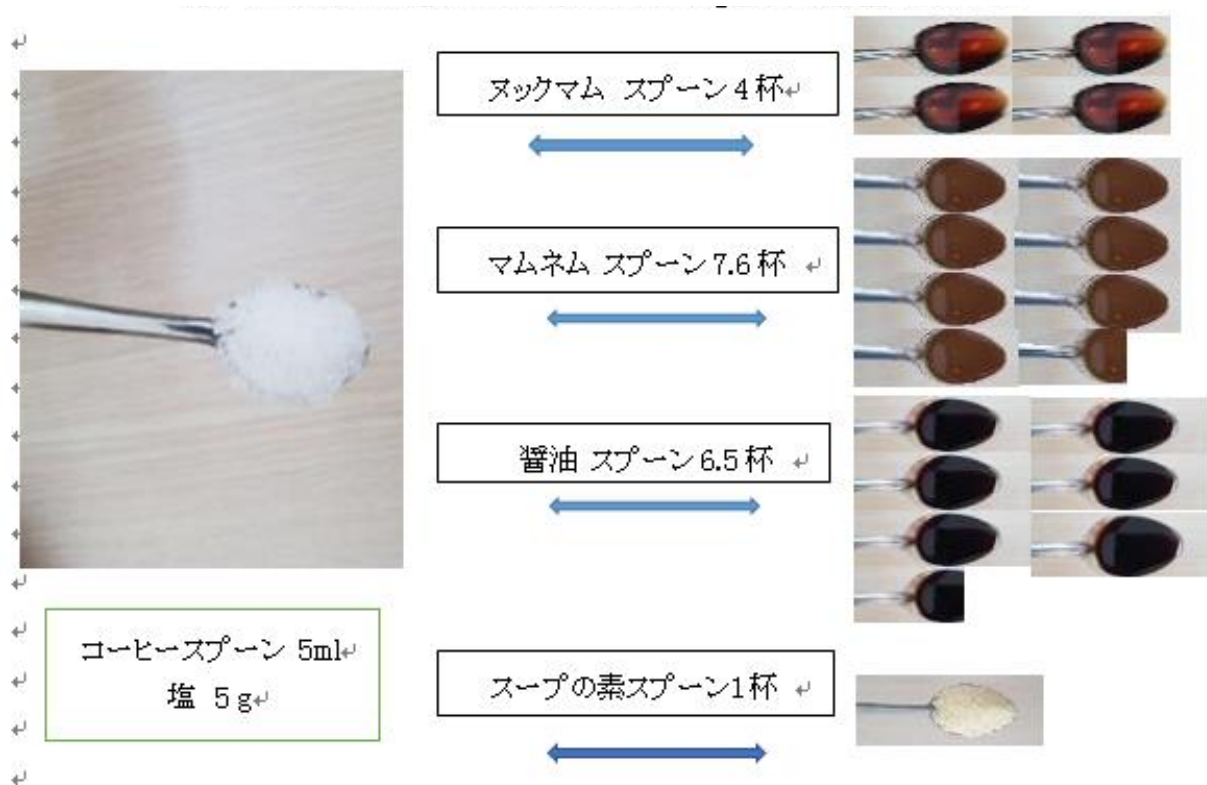 ヌックマム スプーン4杯
マムネム スプーン7.6杯
醤油 スプーン6.5杯
コーヒースプーン 5ml
塩 5g
スープの素スプーン1杯